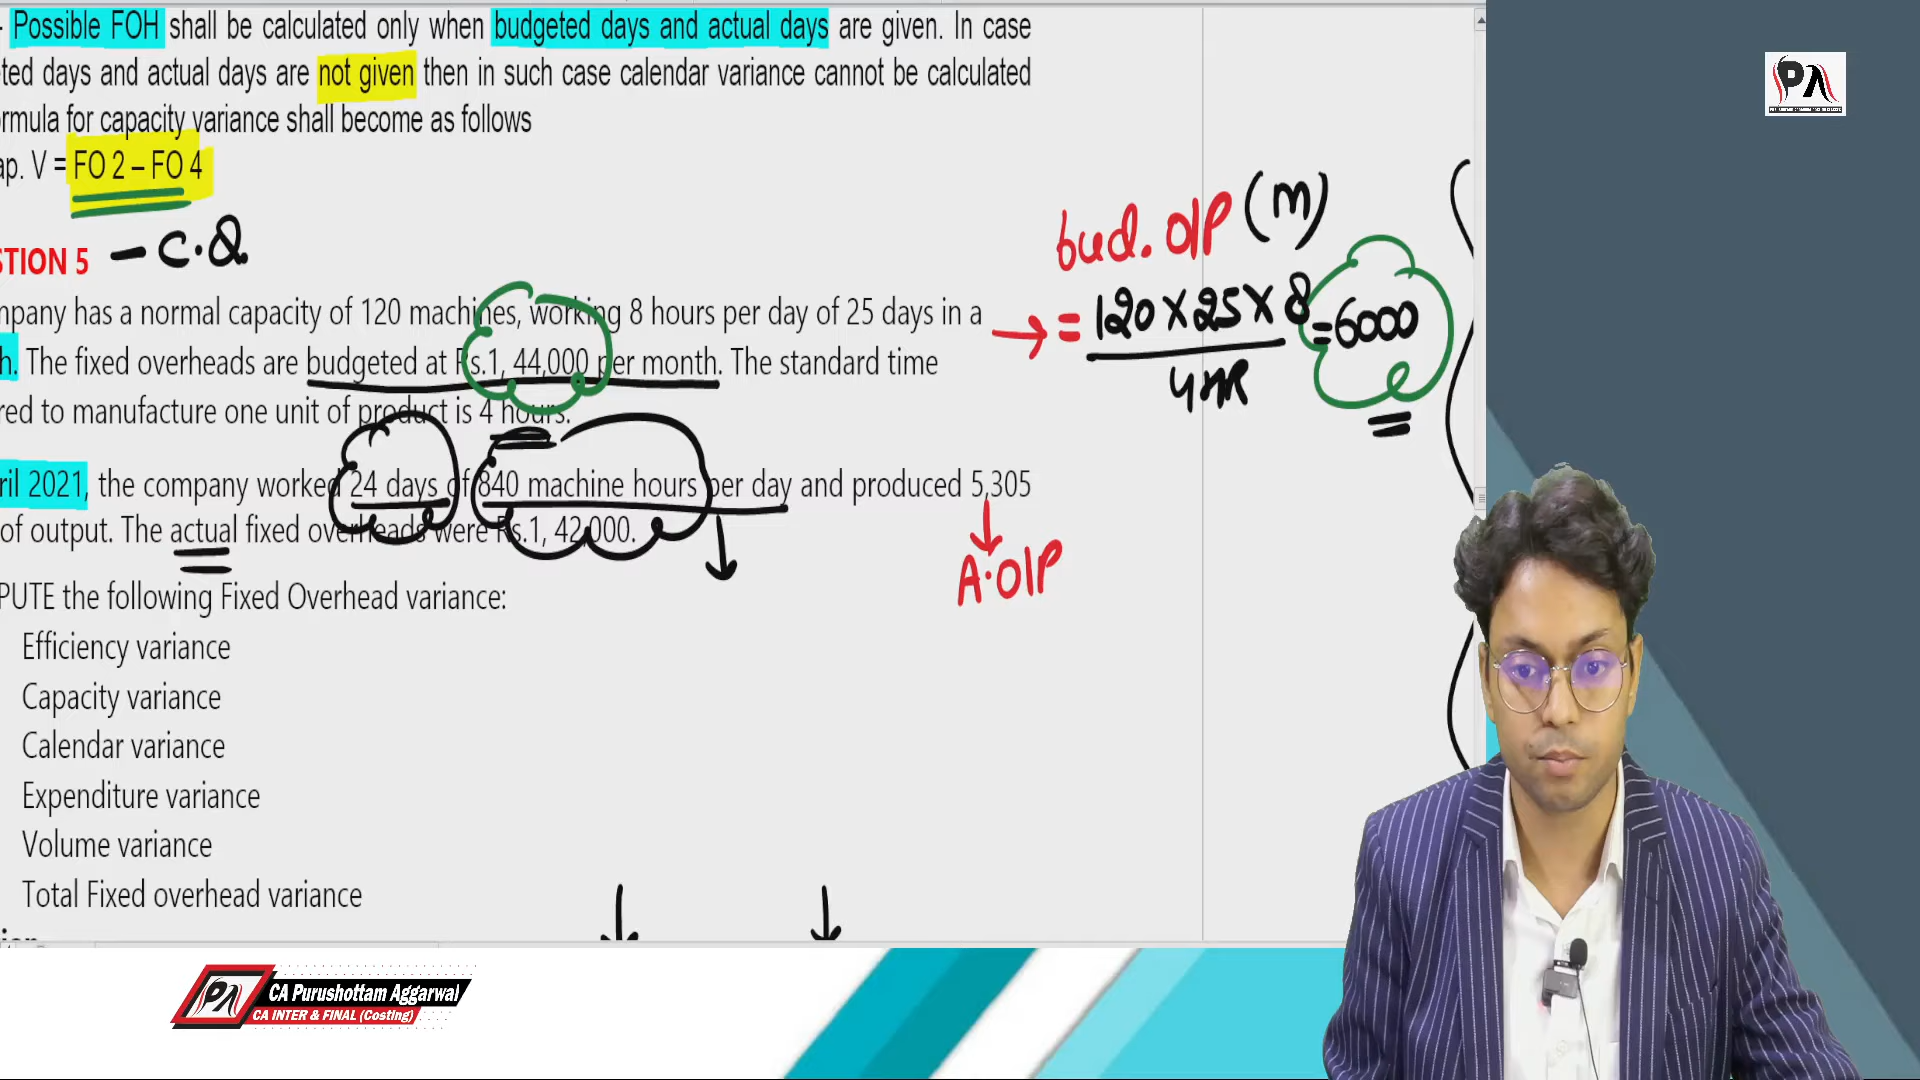 Possible FOH shall be calculated only when budgeted days and actual days are given. In case
ted days and actual days are not given then in such case calendar variance cannot be calculated
rmula for capacity variance shall become as follows
ap. V = FO 2 – FO 4
STION 5 – C.Q.
mpany has a normal capacity of 120 machines, working 8 hours per day of 25 days in a
h. The fixed overheads are budgeted at Rs.1, 44,000 per month. The standard time
red to manufacture one unit of product is 4 hours.
ril 2021, the company worked 24 days of 840 machine hours per day and produced 5,305
of output. The actual fixed overheads were Rs.1, 42,000.
PUTE the following Fixed Overhead variance:
Efficiency variance
Capacity variance
Calendar variance
Expenditure variance
Volume variance
Total Fixed overhead variance
bud. O/P (m)
= 120 x 25 x 8 = 6000
4 HR
A.O/P
PA
PA
CA Purushottam Aggarwal
CA INTER & FINAL (Costing)